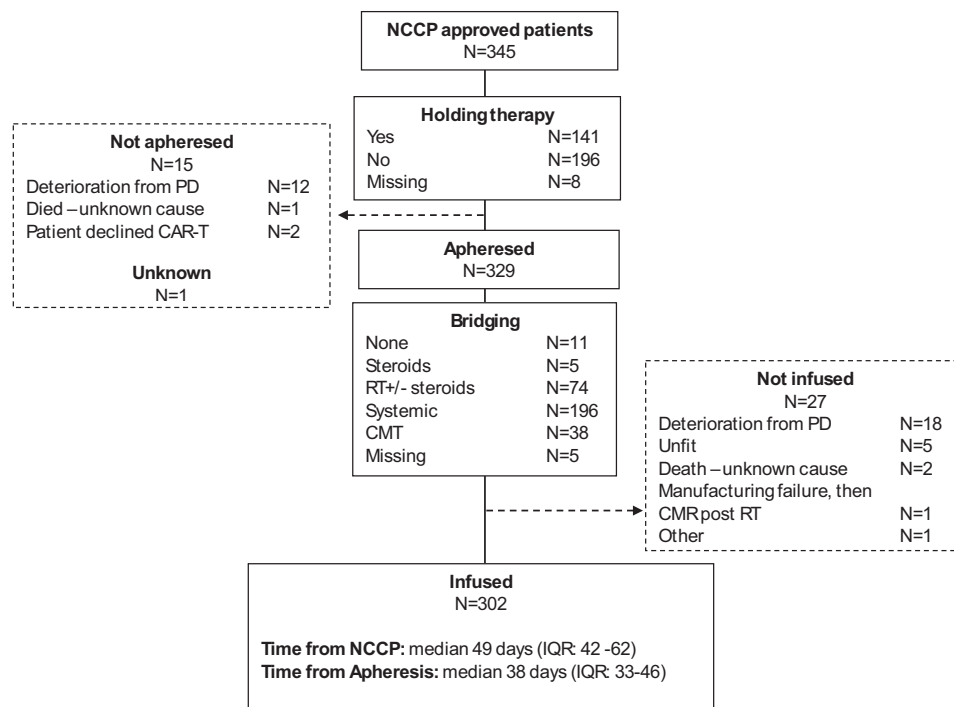 NCCP approved patients
N=345
Holding therapy
Yes N=141
No N=196
Missing N=8
Not apheresed
N=15
Deterioration from PD N=12
Died – unknown cause N=1
Patient declined CAR-T N=2
Unknown
N=1
Apheresed
N=329
Bridging
None N=11
Steroids N=5
RT+/- steroids N=74
Systemic N=196
CMT N=38
Missing N=5
Not infused
N=27
Deterioration from PD N=18
Unfit N=5
Death – unknown cause N=2
Manufacturing failure, then
CMR post RT N=1
Other N=1
Infused
N=302
Time from NCCP: median 49 days (IQR: 42 -62)
Time from Apheresis: median 38 days (IQR: 33-46)